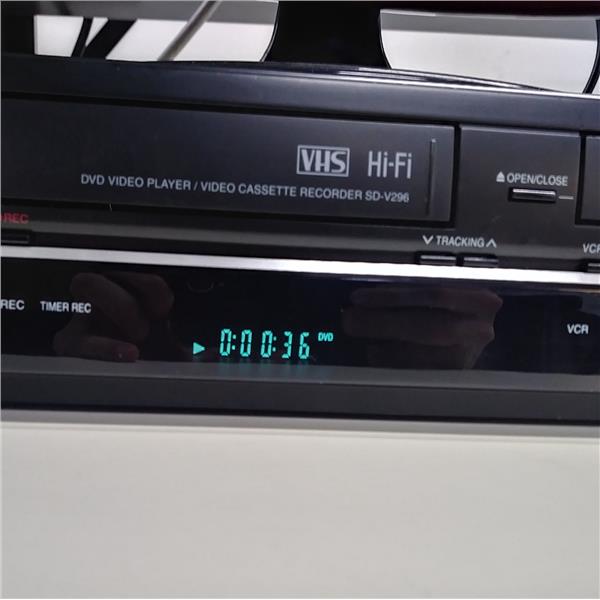 VHS Hi-Fi
DVD VIDEO PLAYER / VIDEO CASSETTE RECORDER SD-V296
OPEN/CLOSE
REC
TRACKING
VCR
REC TIMER REC
0:00:36 DVD
VCR